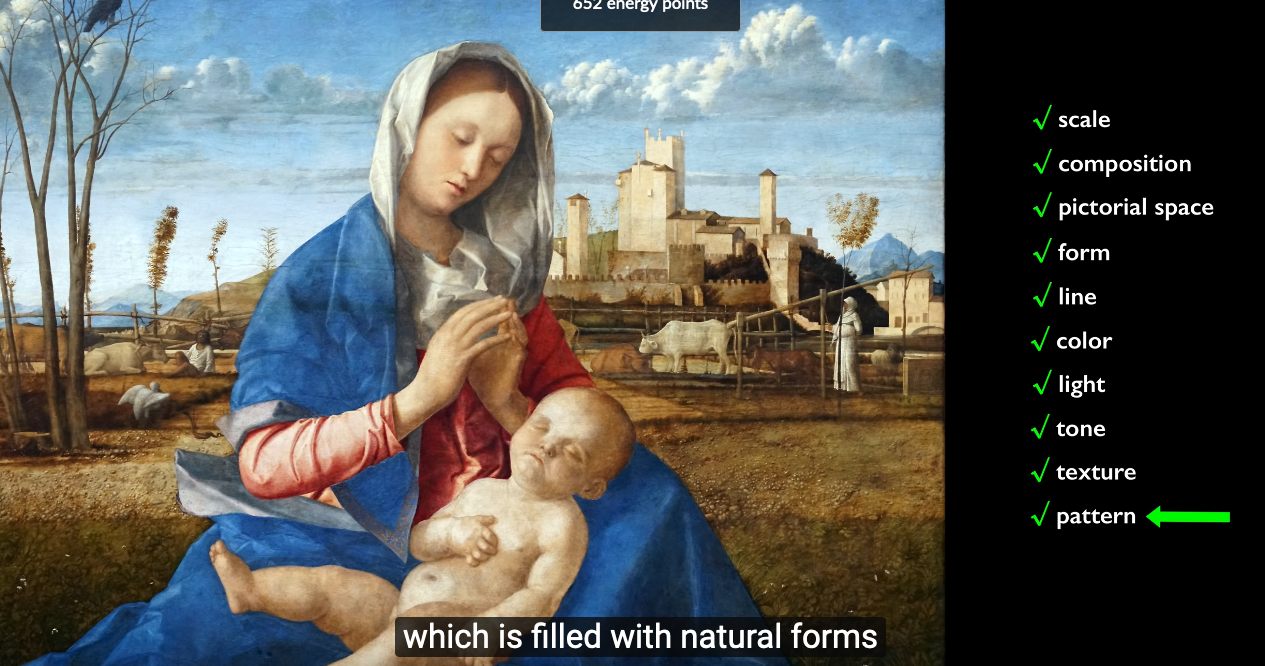 652 energy points
√ scale
√ composition
√ pictorial space
√ form
√ line
√ color
√ light
√ tone
√ texture
√ pattern
which is filled with natural forms